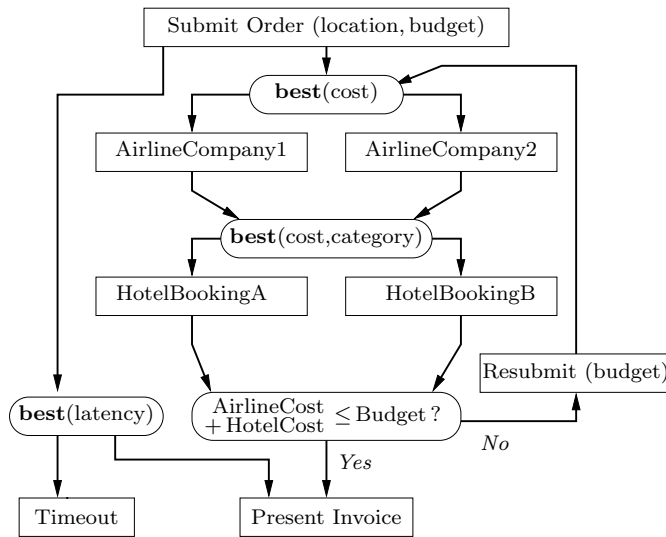 Submit Order (location, budget)
best(cost)
AirlineCompany1
AirlineCompany2
best(cost,category)
HotelBookingA
HotelBookingB
Resubmit (budget)
best(latency)
AirlineCost
+ HotelCost ≤ Budget ?
No
Yes
Timeout
Present Invoice